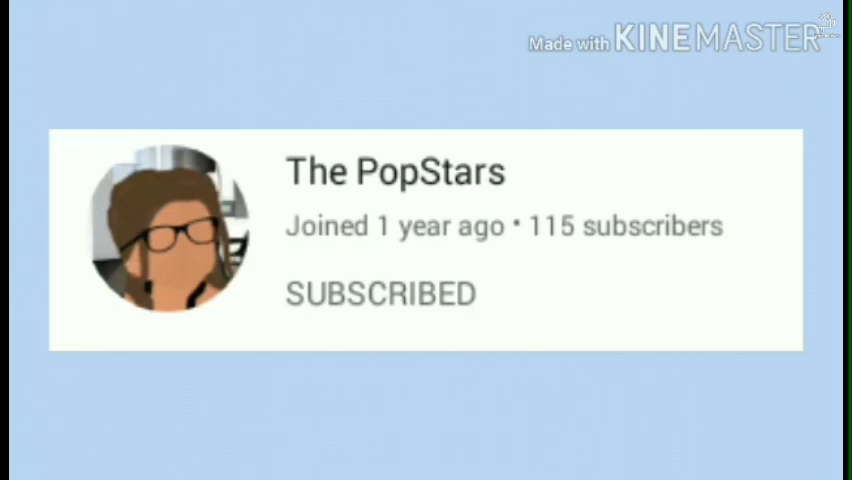 Made with KINEMASTER
The PopStars
Joined 1 year ago • 115 subscribers
SUBSCRIBED